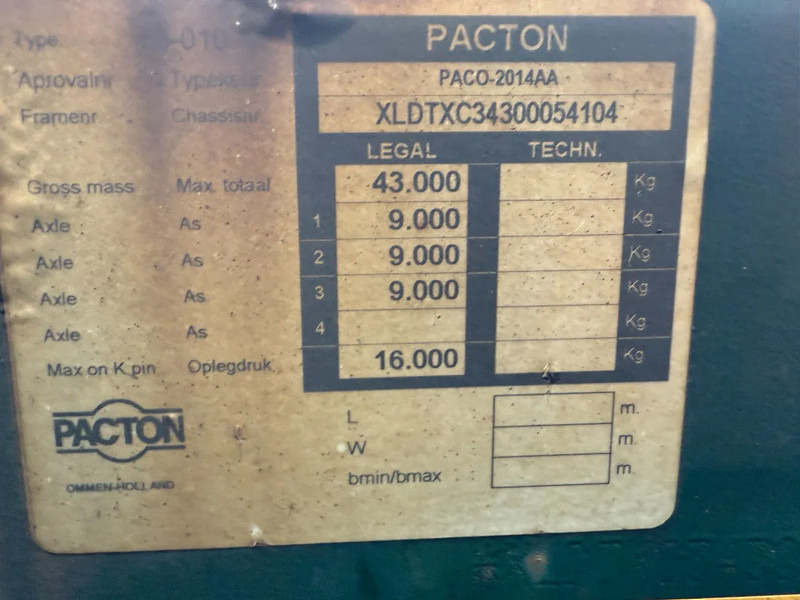 Type. -010 PACTON
Aprovalnr Typekeur PACO-2014AA
Framenr Chassisnr. XLDTXC34300054104
LEGAL TECHN.
Gross mass Max. totaal 43.000 Kg
Axle As 1 9.000 Kg
Axle As 2 9.000 Kg
Axle As 3 9.000 Kg
Axle As 4 Kg
Max on K.pin Oplegdruk 16.000 Kg
PACTON
OMMEN-HOLLAND
L m.
W m.
bmin/bmax m